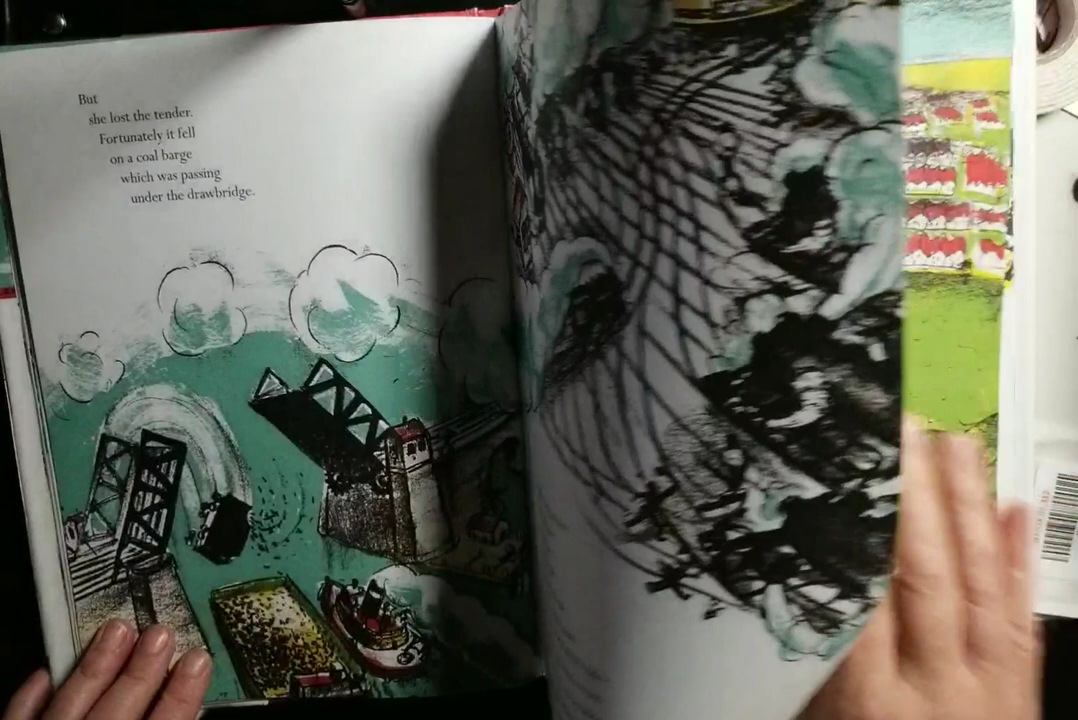 But
she lost the tender.
Fortunately it fell
on a coal barge
which was passing
under the drawbridge.